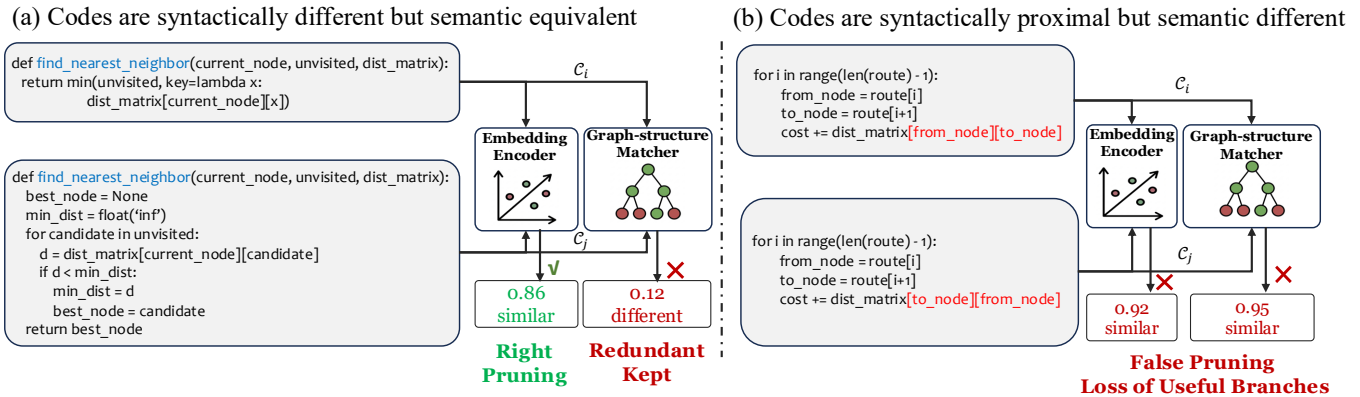 (a) Codes are syntactically different but semantic equivalent
def find_nearest_neighbor(current_node, unvisited, dist_matrix):
return min(unvisited, key=lambda x:
dist_matrix[current_node][x])
def find_nearest_neighbor(current_node, unvisited, dist_matrix):
best_node = None
min_dist = float(‘inf’)
for candidate in unvisited:
d = dist_matrix[current_node][candidate]
if d < min_dist:
min_dist = d
best_node = candidate
return best_node
C_i
Embedding
Encoder
Graph-structure
Matcher
C_j
√
×
0.86
similar
0.12
different
Right
Pruning
Redundant
Kept
(b) Codes are syntactically proximal but semantic different
for i in range(len(route) - 1):
from_node = route[i]
to_node = route[i+1]
cost += dist_matrix[from_node][to_node]
for i in range(len(route) - 1):
from_node = route[i]
to_node = route[i+1]
cost += dist_matrix[to_node][from_node]
C_i
Embedding
Encoder
Graph-structure
Matcher
C_j
×
×
0.92
similar
0.95
similar
False Pruning
Loss of Useful Branches